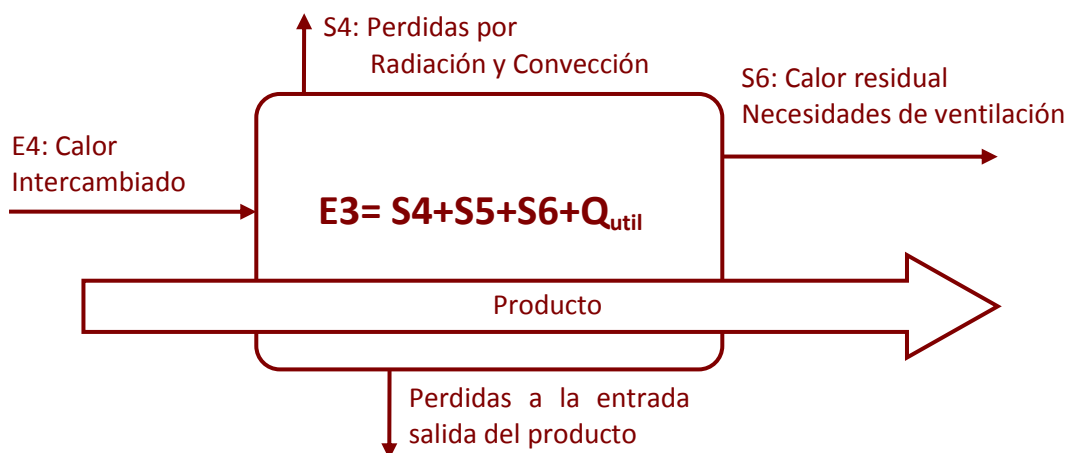 S4: Perdidas por
Radiación y Convección
S6: Calor residual
Necesidades de ventilación
E4: Calor
Intercambiado
E3= S4+S5+S6+Qutil
Producto
Perdidas a la entrada
salida del producto